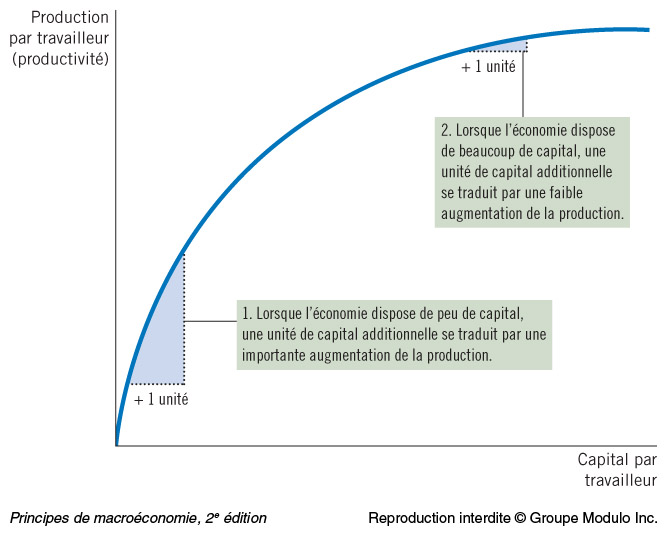 Production
par travailleur
(productivité)
+ 1 unité
2. Lorsque l’économie dispose
de beaucoup de capital, une
unité de capital additionnelle
se traduit par une faible
augmentation de la production.
1. Lorsque l’économie dispose de peu de capital,
une unité de capital additionnelle se traduit par une
importante augmentation de la production.
+ 1 unité
Capital par
travailleur
Principes de macroéconomie, 2e édition
Reproduction interdite © Groupe Modulo Inc.